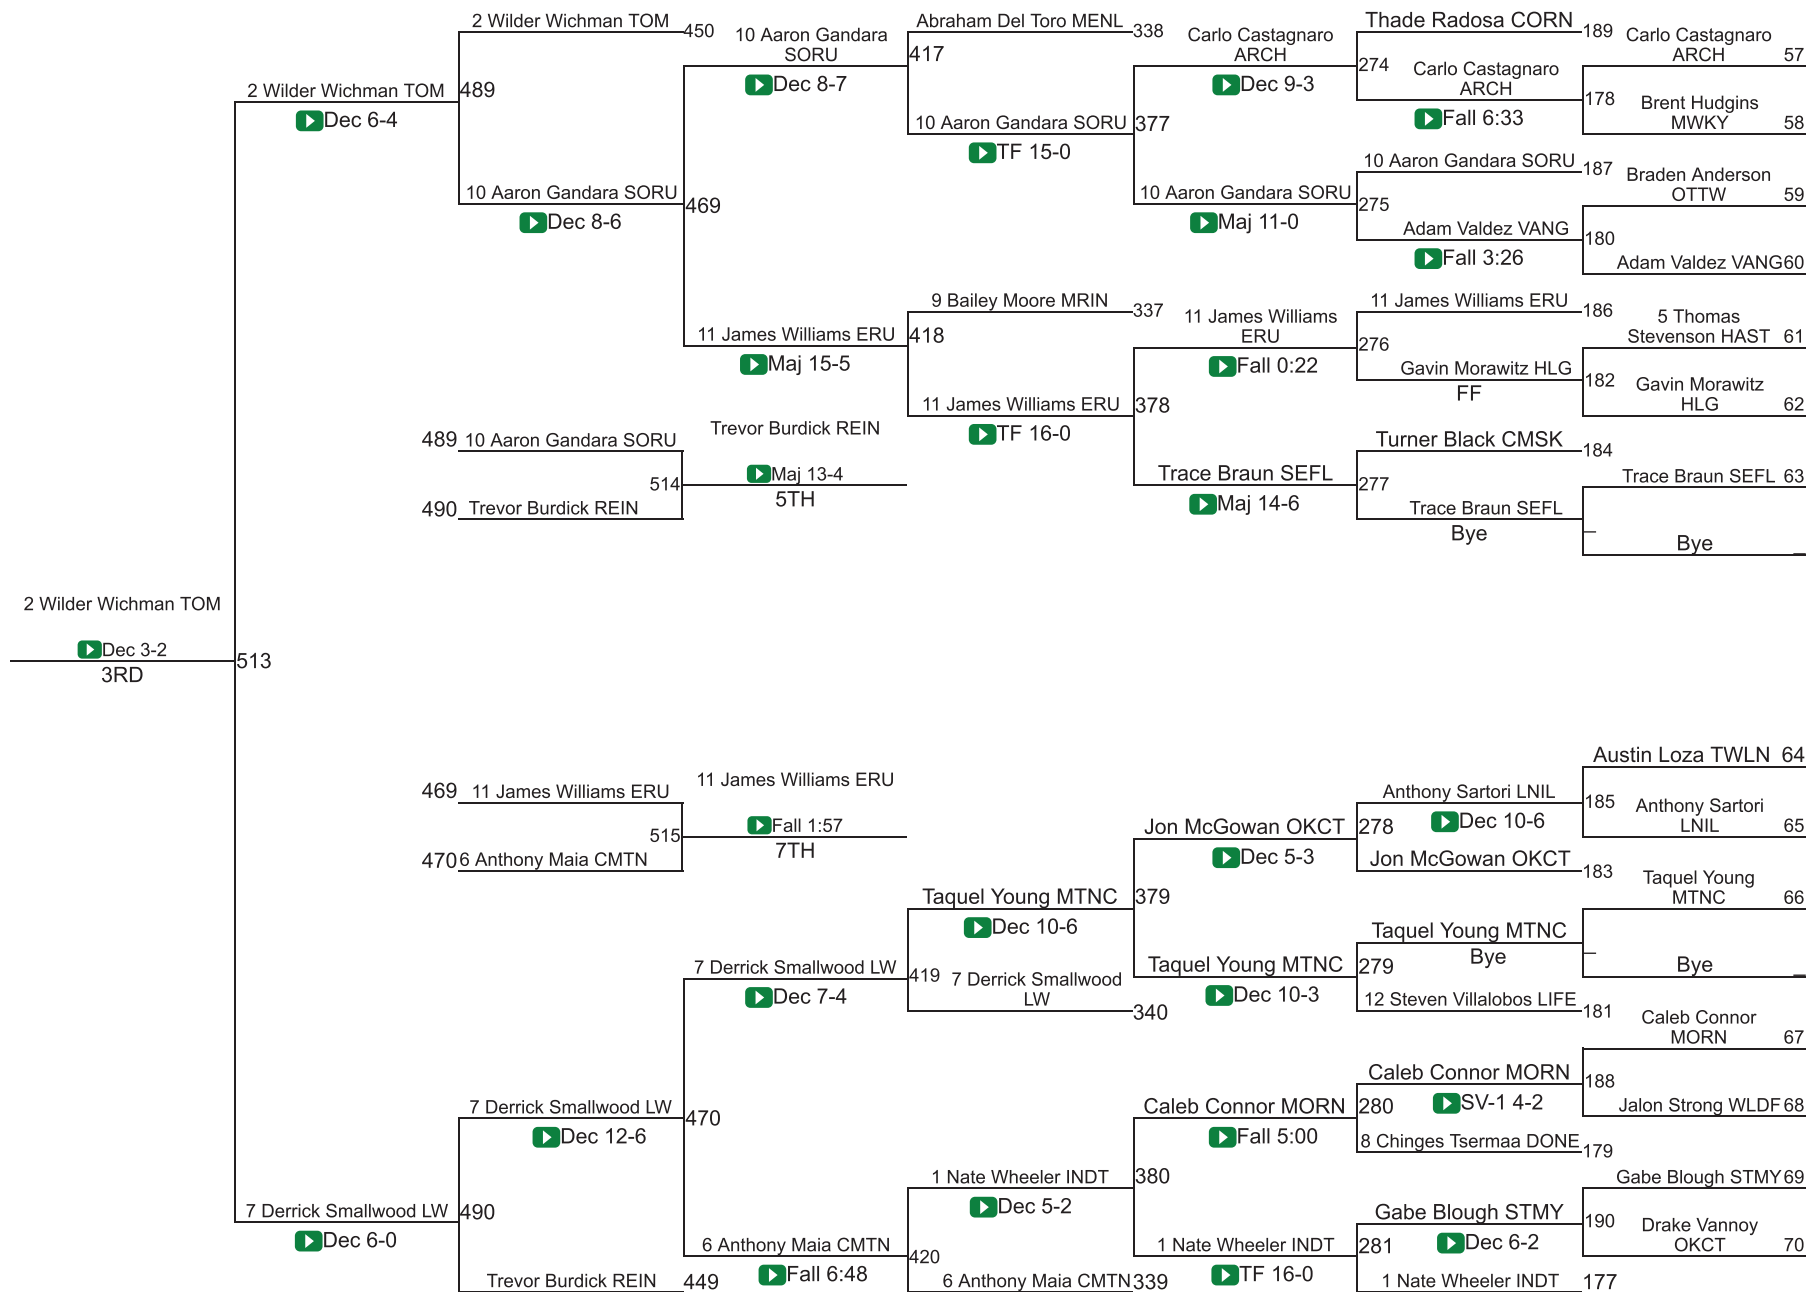 2 Wilder Wichman TOM
450
10 Aaron Gandara
SORU
Dec 8-7
Abraham Del Toro MENL
338
417
Carlo Castagnaro
ARCH
Dec 9-3
Thade Radosa CORN
189
274
Carlo Castagnaro
ARCH
57
Carlo Castagnaro
ARCH
Fall 6:33
178
Brent Hudgins
MWKY
58
2 Wilder Wichman TOM
Dec 6-4
489
10 Aaron Gandara SORU
TF 15-0
377
10 Aaron Gandara SORU
187
Braden Anderson
OTTW
59
10 Aaron Gandara SORU
Dec 8-6
469
10 Aaron Gandara SORU
Maj 11-0
275
Adam Valdez VANG
Fall 3:26
180
Adam Valdez VANG
60
9 Bailey Moore MRIN
337
11 James Williams
ERU
Fall 0:22
11 James Williams ERU
186
5 Thomas
Stevenson HAST
61
11 James Williams ERU
Maj 15-5
418
276
Gavin Morawitz HLG
FF
182
Gavin Morawitz
HLG
62
11 James Williams ERU
TF 16-0
378
489
10 Aaron Gandara SORU
Trevor Burdick REIN
514
Maj 13-4
5TH
490
Trevor Burdick REIN
Turner Black CMSK
184
Trace Braun SEFL
Maj 14-6
277
Trace Braun SEFL
63
Trace Braun SEFL
Bye
_
Bye
_
2 Wilder Wichman TOM
Dec 3-2
3RD
513
Austin Loza TWLN
64
469
11 James Williams ERU
11 James Williams ERU
515
Fall 1:57
7TH
470
6 Anthony Maia CMTN
Anthony Sartori LNIL
Dec 10-6
185
Anthony Sartori
LNIL
65
Jon McGowan OKCT
Dec 5-3
278
Jon McGowan OKCT
183
Taquel Young
MTNC
66
Taquel Young MTNC
Dec 10-6
379
Taquel Young MTNC
Bye
_
Bye
_
7 Derrick Smallwood LW
Dec 7-4
419
7 Derrick Smallwood
LW
340
Taquel Young MTNC
Dec 10-3
279
12 Steven Villalobos LIFE
181
Caleb Connor
MORN
67
7 Derrick Smallwood LW
Dec 12-6
470
Caleb Connor MORN
Fall 5:00
280
Caleb Connor MORN
SV-1 4-2
188
Jalon Strong WLDF
68
8 Chinges Tsermaa DONE
179
1 Nate Wheeler INDT
Dec 5-2
380
Gabe Blough STMY
69
7 Derrick Smallwood LW
Dec 6-0
490
6 Anthony Maia CMTN
Fall 6:48
420
1 Nate Wheeler INDT
TF 16-0
281
Gabe Blough STMY
Dec 6-2
190
Drake Vannoy
OKCT
70
Trevor Burdick REIN
449
6 Anthony Maia CMTN
339
1 Nate Wheeler INDT
177